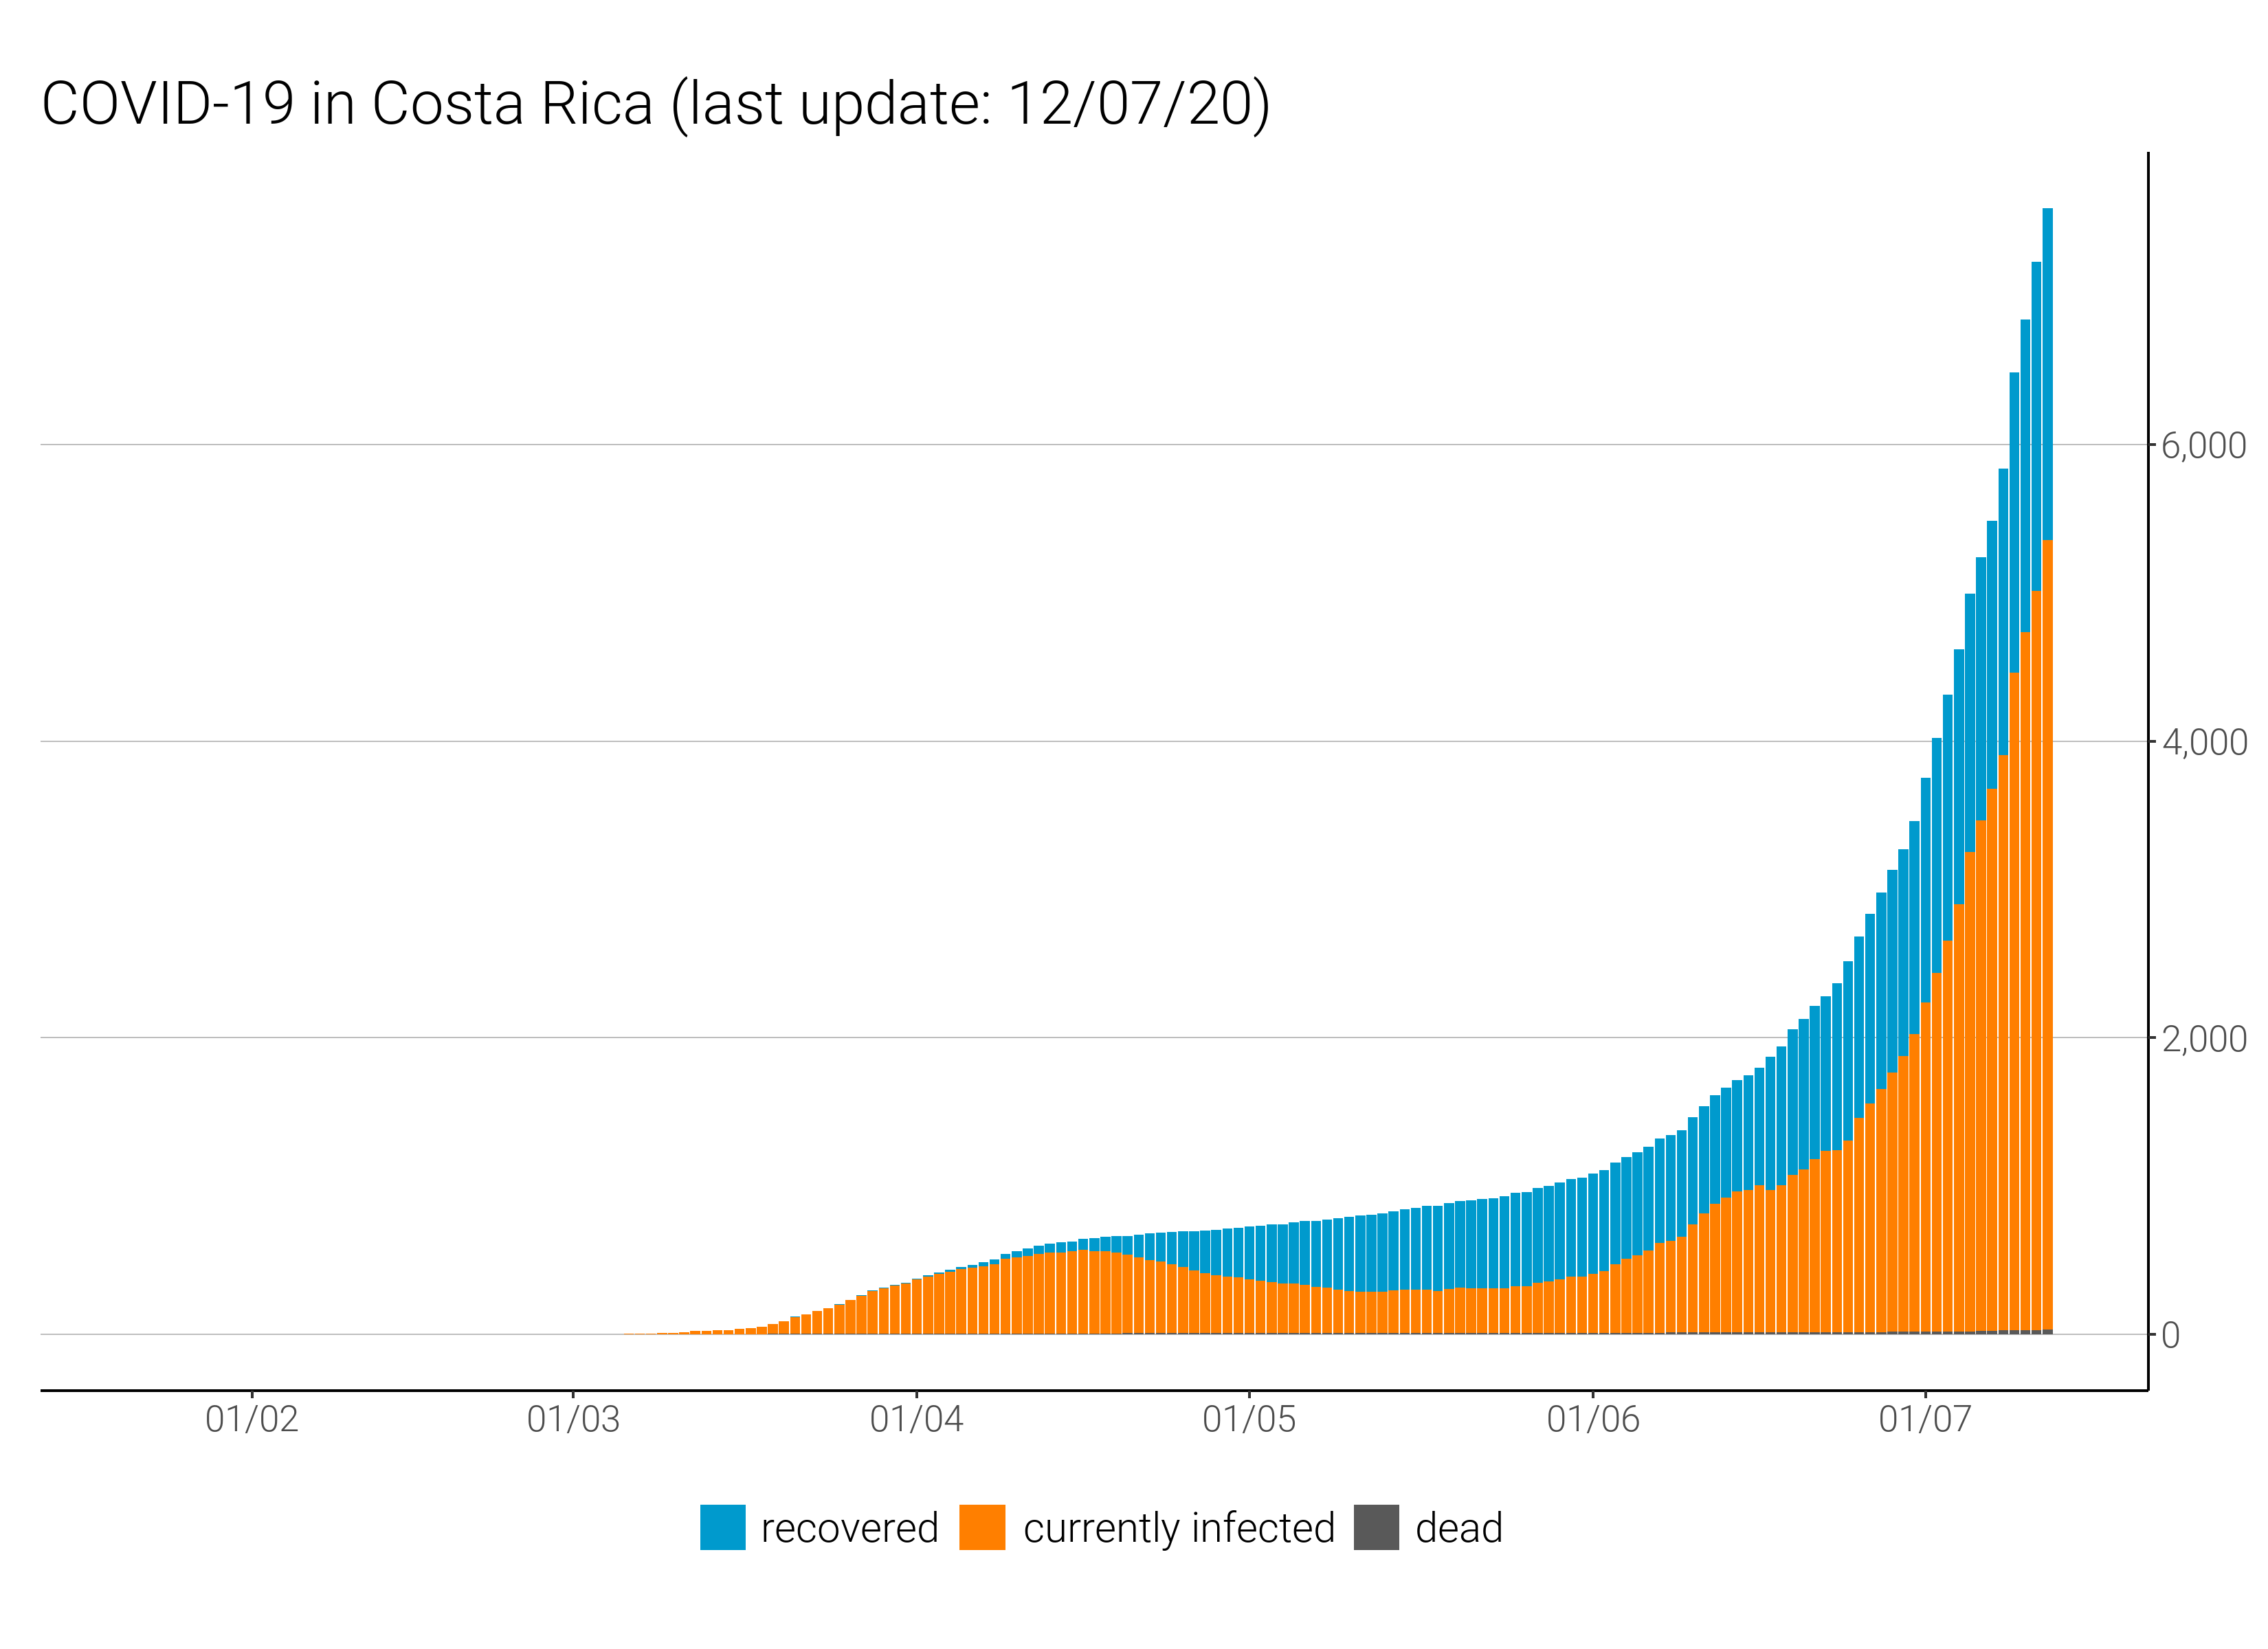 COVID-19 in Costa Rica (last update: 12/07/20)
6,000
4,000
2,000
0
01/02 01/03 01/04 01/05 01/06 01/07
recovered currently infected dead